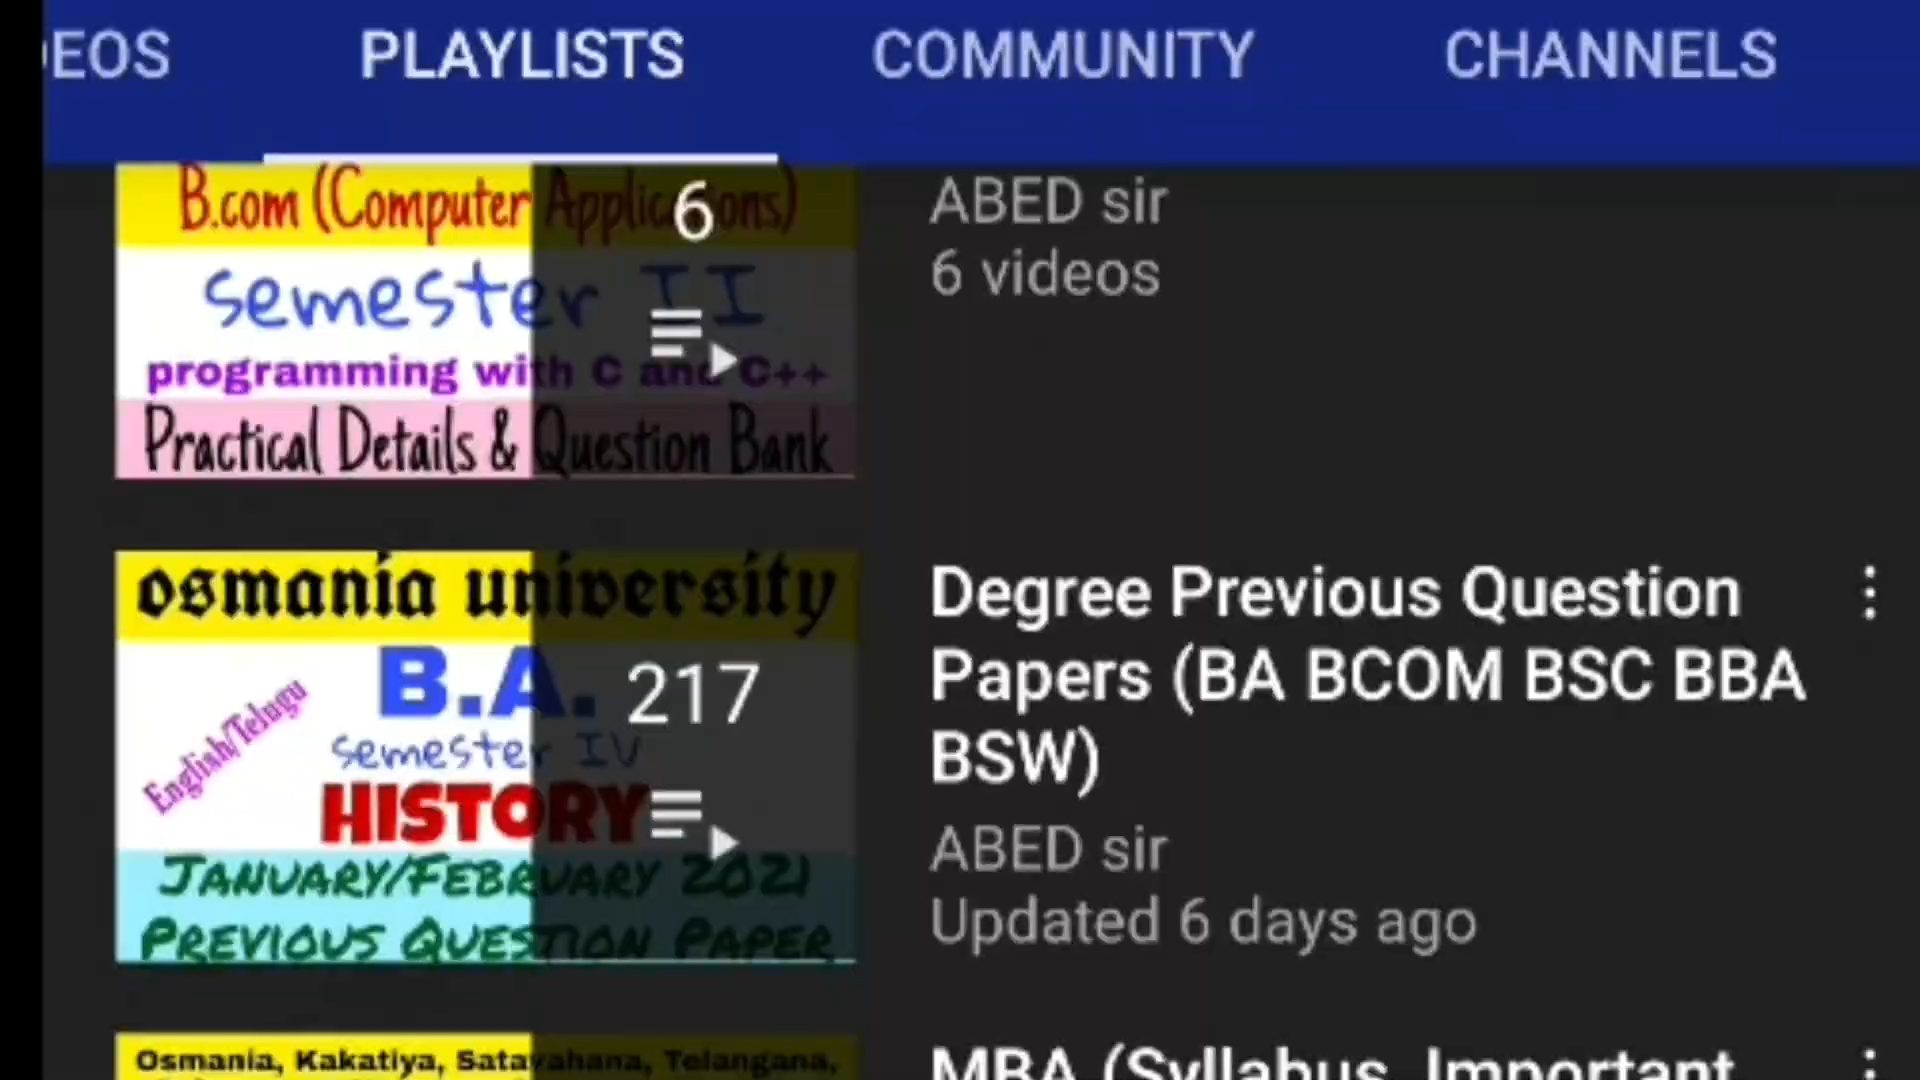 EOS PLAYLISTS COMMUNITY CHANNELS
B.com (Computer Applic ons)
6
semester II
programming with C and C++
Practical Details & Question Bank
ABED sir
6 videos
osmania university
B.A.
217
English/Telugu
semester IV
HISTORY
JANUARY/FEBRUARY 2021
PREVIOUS QUESTION PAPER
Degree Previous Question
Papers (BA BCOM BSC BBA
BSW)
ABED sir
Updated 6 days ago
Osmania, Kakatiya, Satavahana, Telangana,
MBA (Syllabus, Important